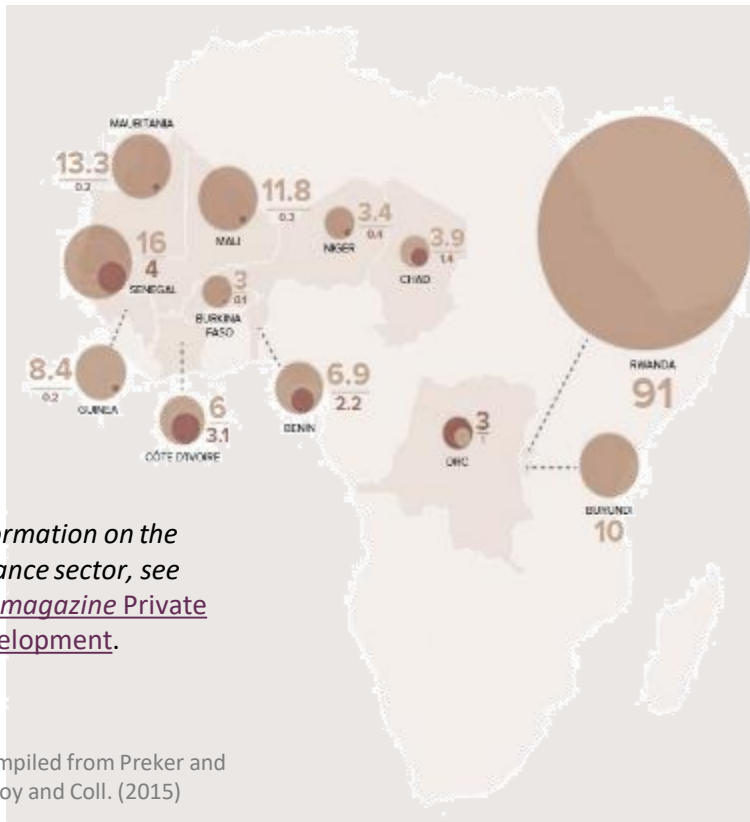 MAURITANIA
13.3
0.2
11.8
0.2
MALI
3.4
0.4
NIGER
3.9
1.4
CHAD
16
4
SENEGAL
3
0.1
BURKINA
FASO
8.4
0.2
GUINEA
6
3.1
CÔTE D'IVOIRE
6.9
2.2
BENIN
3
1
DRC
RWANDA
91
BURUNDI
10
ormation on the
ance sector, see
magazine Private
elopment.
mpiled from Preker and
oy and Coll. (2015)